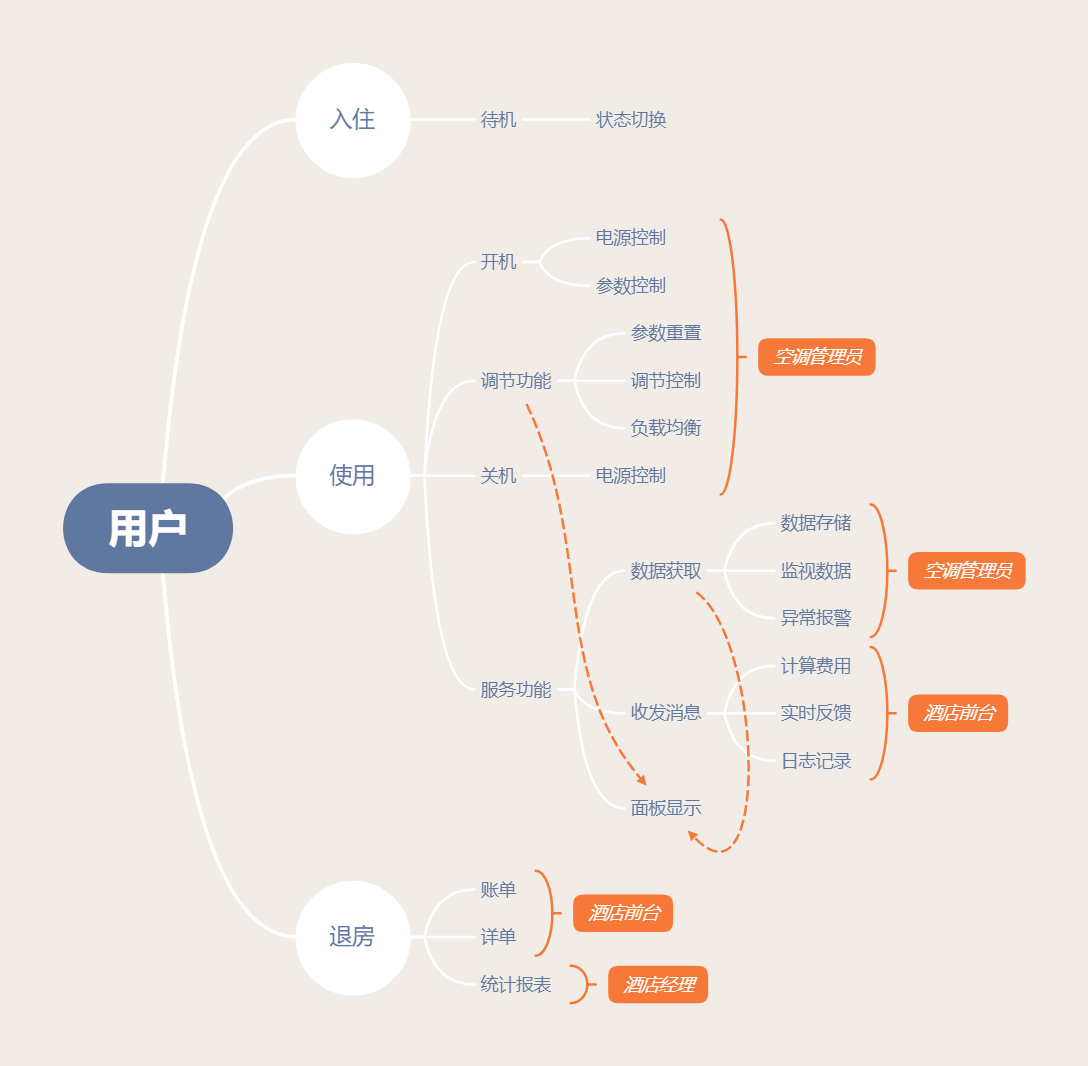 用户
入住
待机
状态切换
使用
开机
电源控制
参数控制
调节功能
参数重置
调节控制
负载均衡
关机
电源控制
空调管理员
服务功能
数据获取
数据存储
监视数据
异常报警
空调管理员
收发消息
计算费用
实时反馈
日志记录
酒店前台
面板显示
退房
账单
详单
酒店前台
统计报表
酒店经理